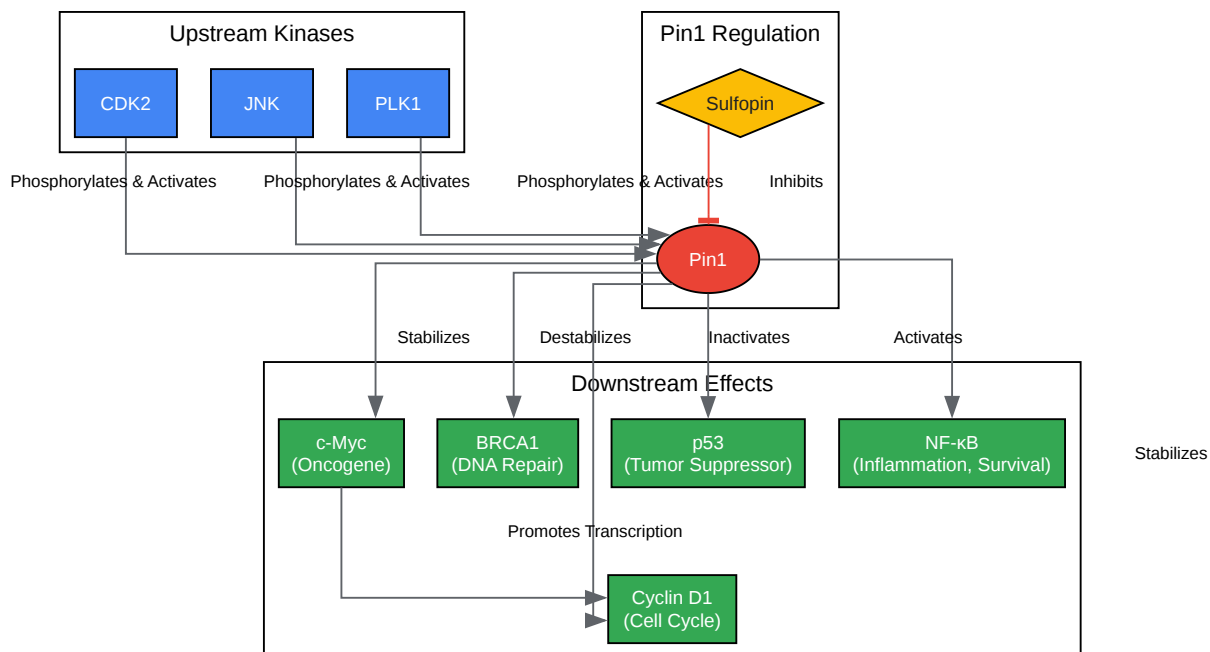 Upstream Kinases
Pin1 Regulation
CDK2
JNK
PLK1
Sulfopin
Phosphorylates & Activates
Phosphorylates & Activates
Phosphorylates & Activates
Inhibits
Pin1
Stabilizes
Destabilizes
Inactivates
Activates
Downstream Effects
c-Myc
(Oncogene)
BRCA1
(DNA Repair)
p53
(Tumor Suppressor)
NF-κB
(Inflammation, Survival)
Stabilizes
Promotes Transcription
Cyclin D1
(Cell Cycle)